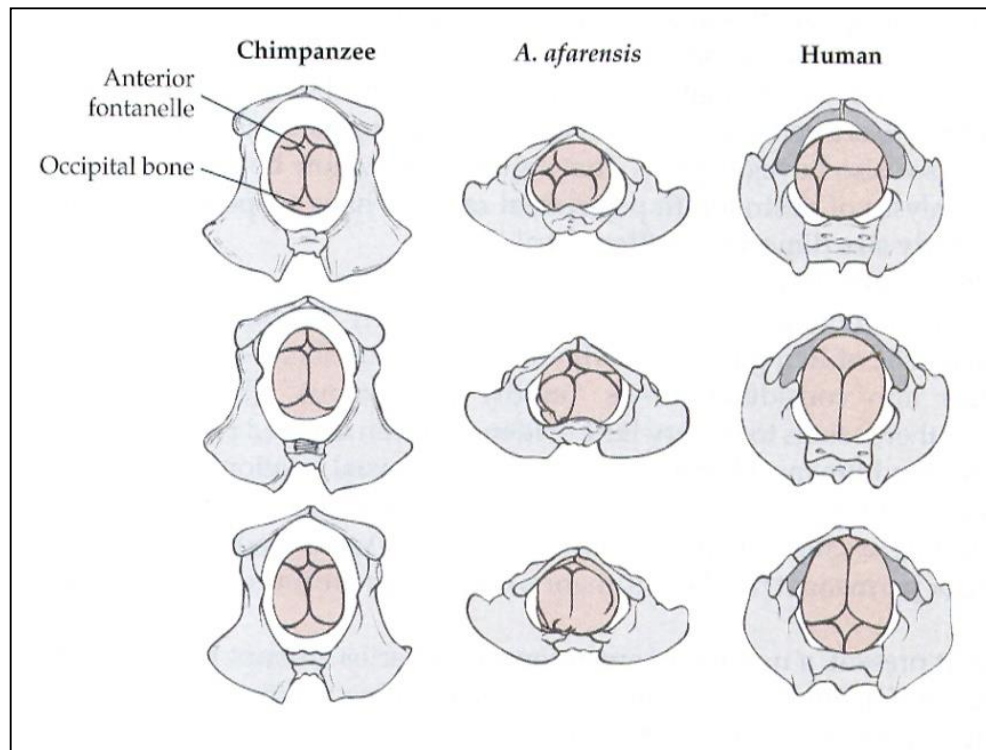 Chimpanzee
A. afarensis
Human
Anterior
fontanelle
Occipital bone